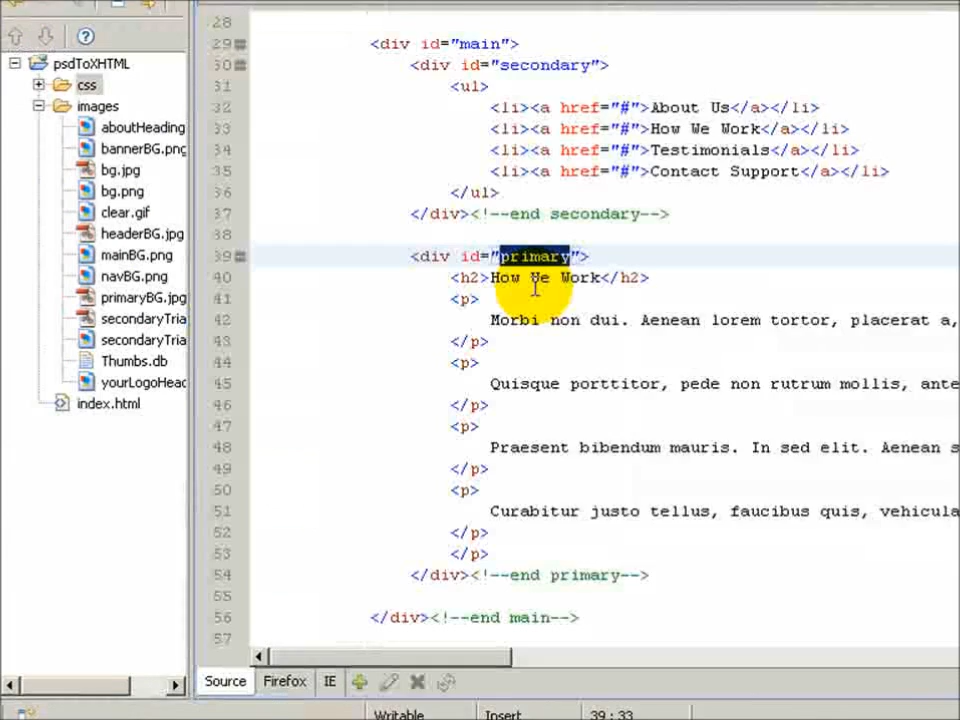 psdToXHTML
css
images
aboutHeading
bannerBG.png
bg.jpg
bg.png
clear.gif
headerBG.jpg
mainBG.png
navBG.png
primaryBG.jpg
secondaryTria
secondaryTria
Thumbs.db
yourLogoHead
index.html
28
29 <div id="main">
30 <div id="secondary">
31 <ul>
32 <li><a href="#">About Us</a></li>
33 <li><a href="#">How We Work</a></li>
34 <li><a href="#">Testimonials</a></li>
35 <li><a href="#">Contact Support</a></li>
36 </ul>
37 </div><!--end secondary-->
38
39 <div id="primary">
40 <h2>How We Work</h2>
41 <p>
42 Morbi non dui. Aenean lorem tortor, placerat a,
43 </p>
44 <p>
45 Quisque porttitor, pede non rutrum mollis, ante
46 </p>
47 <p>
48 Praesent bibendum mauris. In sed elit. Aenean s
49 </p>
50 <p>
51 Curabitur justo tellus, faucibus quis, vehicula
52 </p>
53 </p>
54 </div><!--end primary-->
55
56 </div><!--end main-->
57
Source Firefox IE
Writable Insert 39 : 33